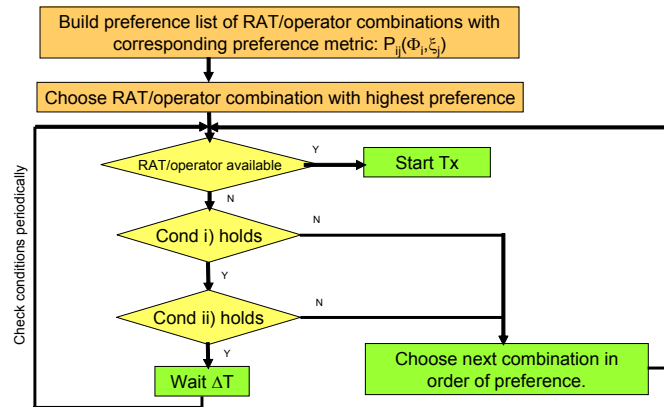 Build preference list of RAT/operator combinations with
corresponding preference metric: Pij(Φi,ξj)
Choose RAT/operator combination with highest preference
RAT/operator available
Y
Start Tx
N
Cond i) holds
N
Y
Cond ii) holds
N
Y
Wait ΔT
Choose next combination in
order of preference.
Check conditions periodically